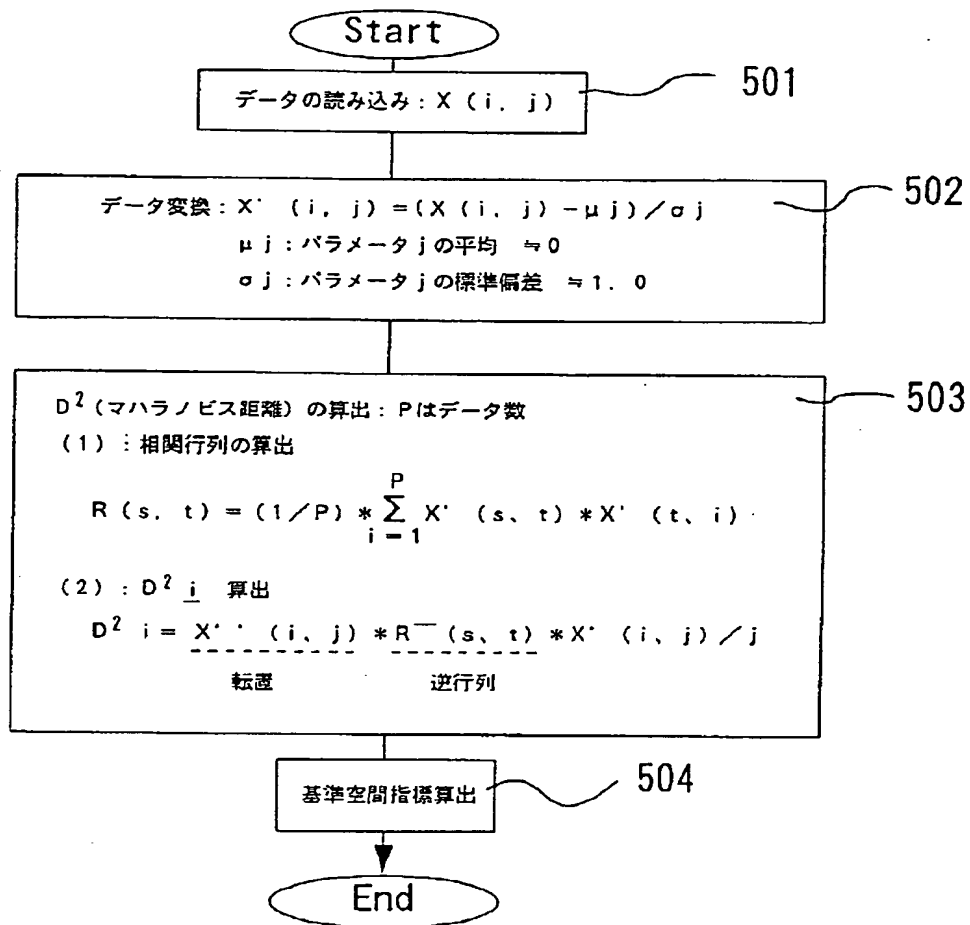 Start
データの読み込み:X(i, j)
501
データ変換:X'(i, j)=(X(i, j)-μj)/σj
502
μj:パラメータjの平均 ≒0
σj:パラメータjの標準偏差 ≒1.0
D²(マハラノビス距離)の算出:Pはデータ数
503
(1):相関行列の算出
R(s, t)=(1/P)*∑X'(s、t)*X'(t、i)
P
i=1
(2):D² i 算出
D² i=X''(i、j)*R⁻(s、t)*X'(i、j)/j
転置 逆行列
基準空間指標算出
504
End